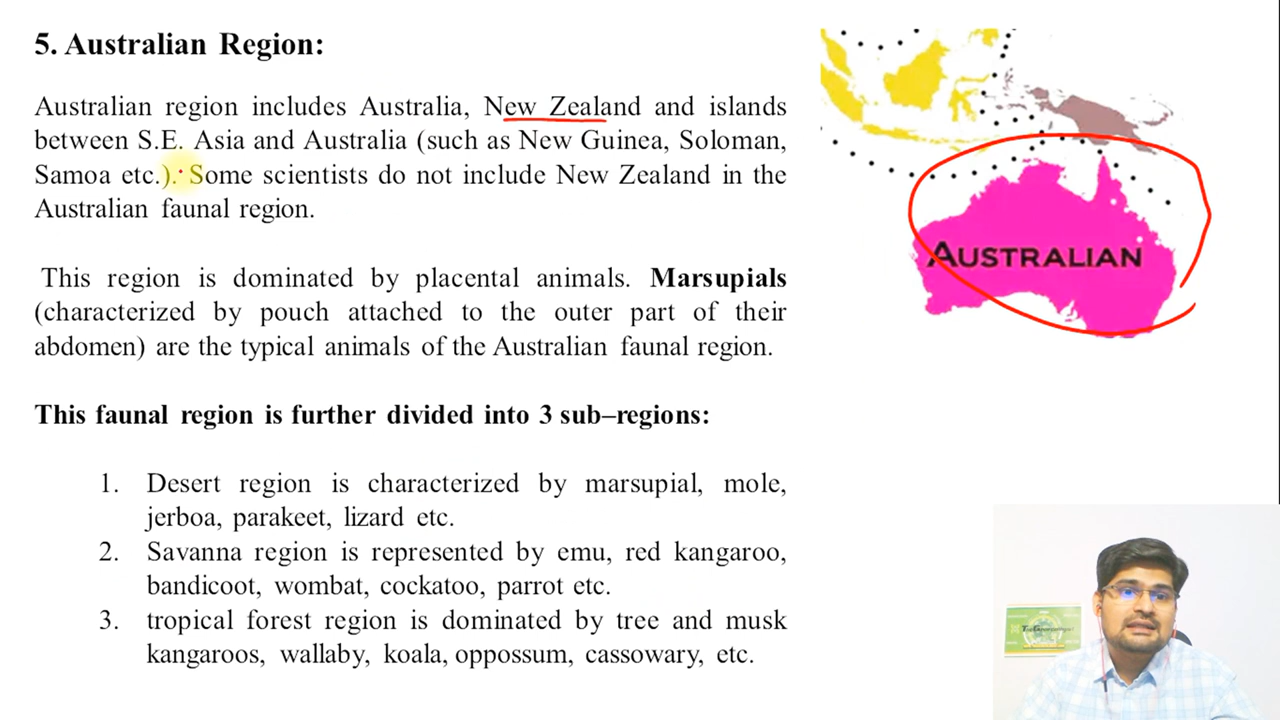 5. Australian Region:
Australian region includes Australia, New Zealand and islands
between S.E. Asia and Australia (such as New Guinea, Soloman,
Samoa etc.). Some scientists do not include New Zealand in the
Australian faunal region.
This region is dominated by placental animals. Marsupials
(characterized by pouch attached to the outer part of their
abdomen) are the typical animals of the Australian faunal region.
This faunal region is further divided into 3 sub–regions:
1. Desert region is characterized by marsupial, mole,
jerboa, parakeet, lizard etc.
2. Savanna region is represented by emu, red kangaroo,
bandicoot, wombat, cockatoo, parrot etc.
3. tropical forest region is dominated by tree and musk
kangaroos, wallaby, koala, oppossum, cassowary, etc.
AUSTRALIAN